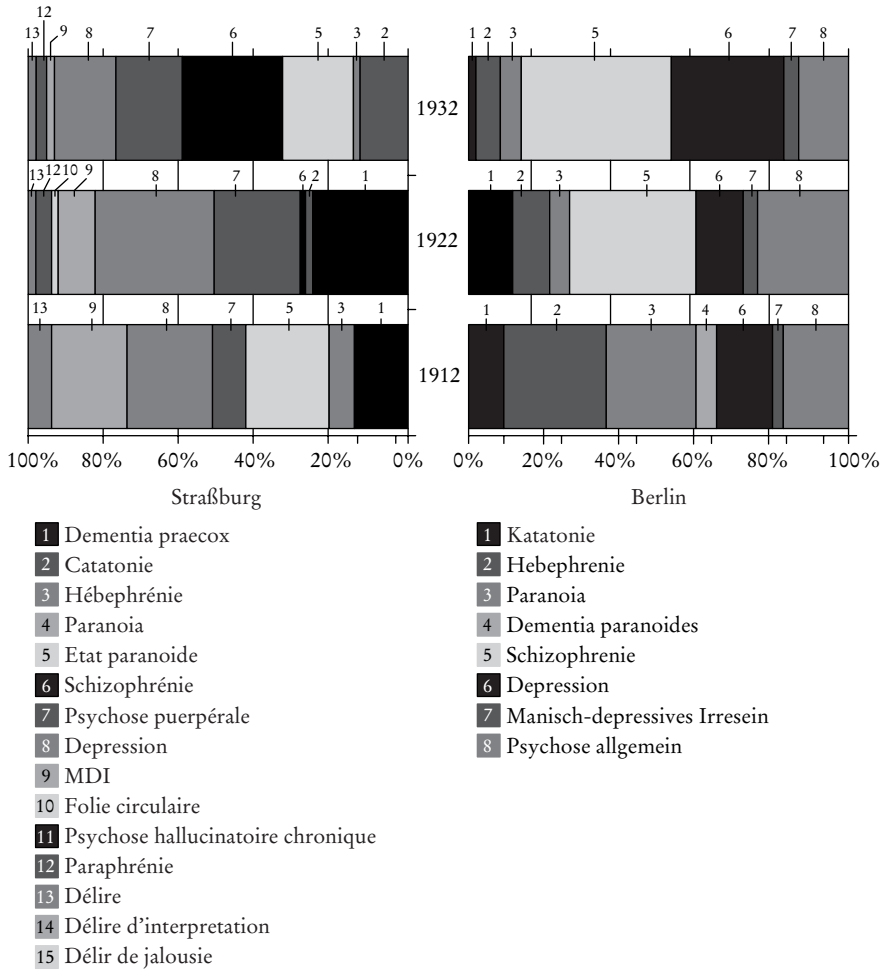 12
13 9 8 7 6 5 3 2
1 2 3 5 6 7 8
1932
13 12 10 9 8 7 6 2 1
1 2 3 5 6 7 8
1922
13 9 8 7 5 3 1
1 2 3 4 6 7 8
1912
100% 80% 60% 40% 20% 0%
0% 20% 40% 60% 80% 100%
Straßburg
Berlin
1 Dementia praecox
2 Catatonie
3 Hébephrénie
4 Paranoia
5 Etat paranoide
6 Schizophrénie
7 Psychose puerpérale
8 Depression
9 MDI
10 Folie circulaire
11 Psychose hallucinatoire chronique
12 Paraphrénie
13 Délire
14 Délire d'interpretation
15 Délir de jalousie
1 Katatonie
2 Hebephrenie
3 Paranoia
4 Dementia paranoides
5 Schizophrenie
6 Depression
7 Manisch-depressives Irresein
8 Psychose allgemein